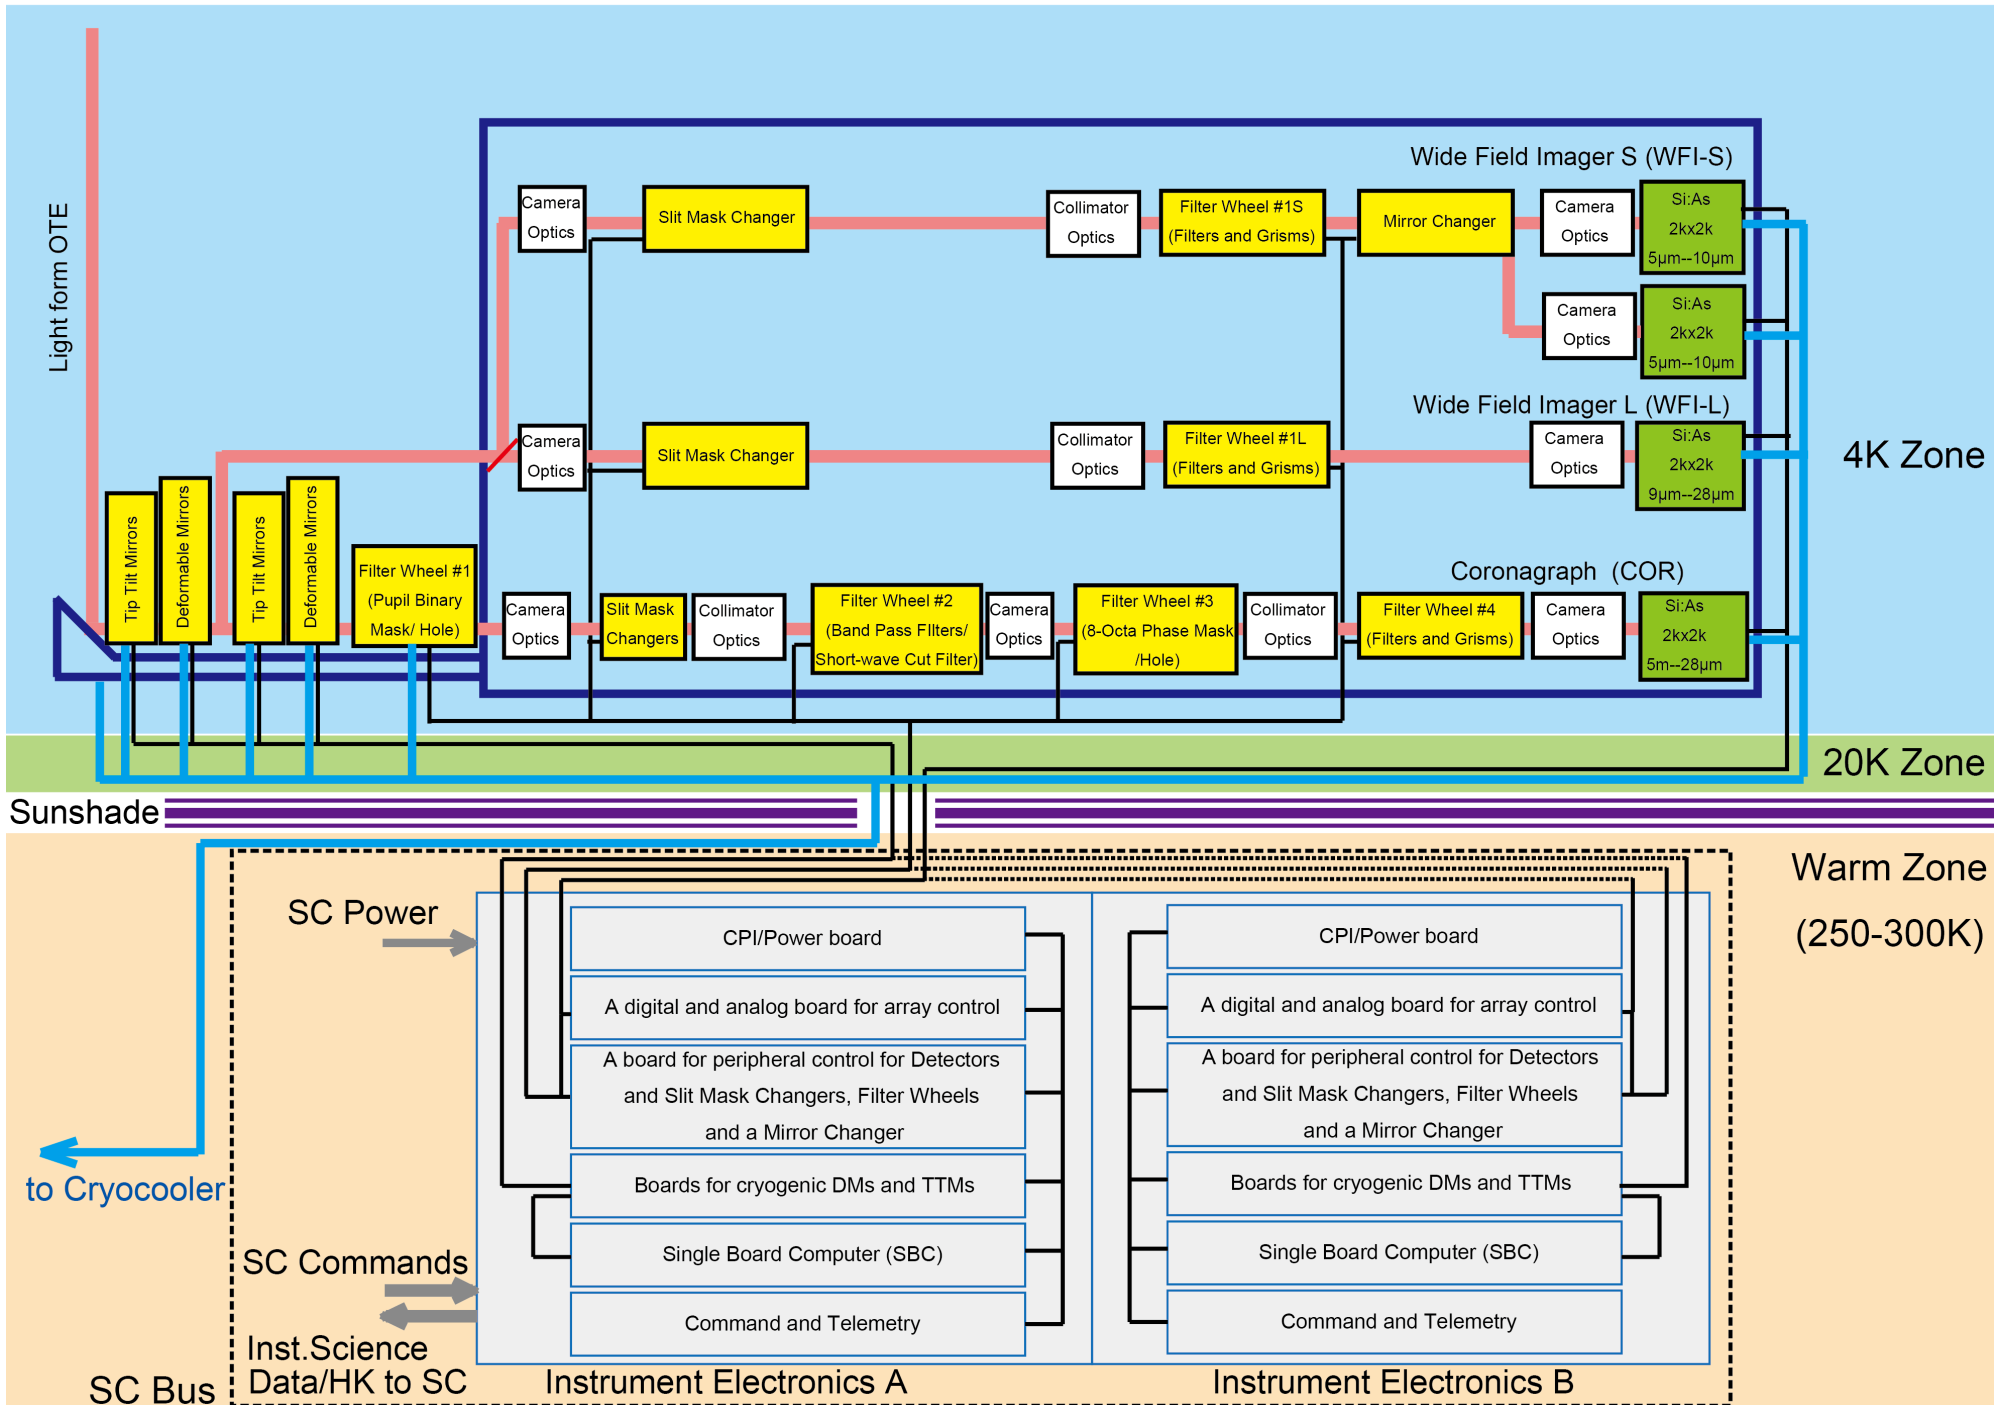 Light form OTE
Wide Field Imager S (WFI-S)
Camera
Optics
Slit Mask Changer
Collimator
Optics
Filter Wheel #1S
(Filters and Grisms)
Mirror Changer
Camera
Optics
Si:As
2kx2k
5μm--10μm
Camera
Optics
Si:As
2kx2k
5μm--10μm
Wide Field Imager L (WFI-L)
Camera
Optics
Slit Mask Changer
Collimator
Optics
Filter Wheel #1L
(Filters and Grisms)
Camera
Optics
Si:As
2kx2k
9μm--28μm
4K Zone
Tip Tilt Mirrors
Deformable Mirrors
Tip Tilt Mirrors
Deformable Mirrors
Filter Wheel #1
(Pupil Binary
Mask/ Hole)
Coronagraph (COR)
Camera
Optics
Slit Mask
Changers
Collimator
Optics
Filter Wheel #2
(Band Pass FIlters/
Short-wave Cut Filter)
Camera
Optics
Filter Wheel #3
(8-Octa Phase Mask
/Hole)
Collimator
Optics
Filter Wheel #4
(Filters and Grisms)
Camera
Optics
Si:As
2kx2k
5m--28μm
20K Zone
Sunshade
Warm Zone
(250-300K)
SC Power
to Cryocooler
SC Commands
Inst.Science
Data/HK to SC
SC Bus
CPI/Power board
A digital and analog board for array control
A board for peripheral control for Detectors
and Slit Mask Changers, Filter Wheels
and a Mirror Changer
Boards for cryogenic DMs and TTMs
Single Board Computer (SBC)
Command and Telemetry
Instrument Electronics A
CPI/Power board
A digital and analog board for array control
A board for peripheral control for Detectors
and Slit Mask Changers, Filter Wheels
and a Mirror Changer
Boards for cryogenic DMs and TTMs
Single Board Computer (SBC)
Command and Telemetry
Instrument Electronics B